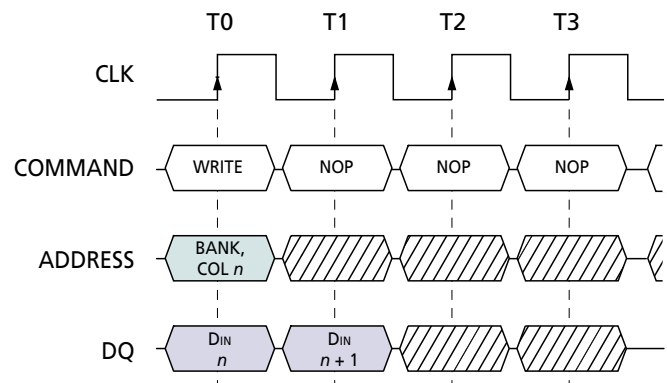 T0 T1 T2 T3
CLK
COMMAND WRITE NOP NOP NOP
ADDRESS BANK,
COL n
DQ DIN DIN
n n + 1